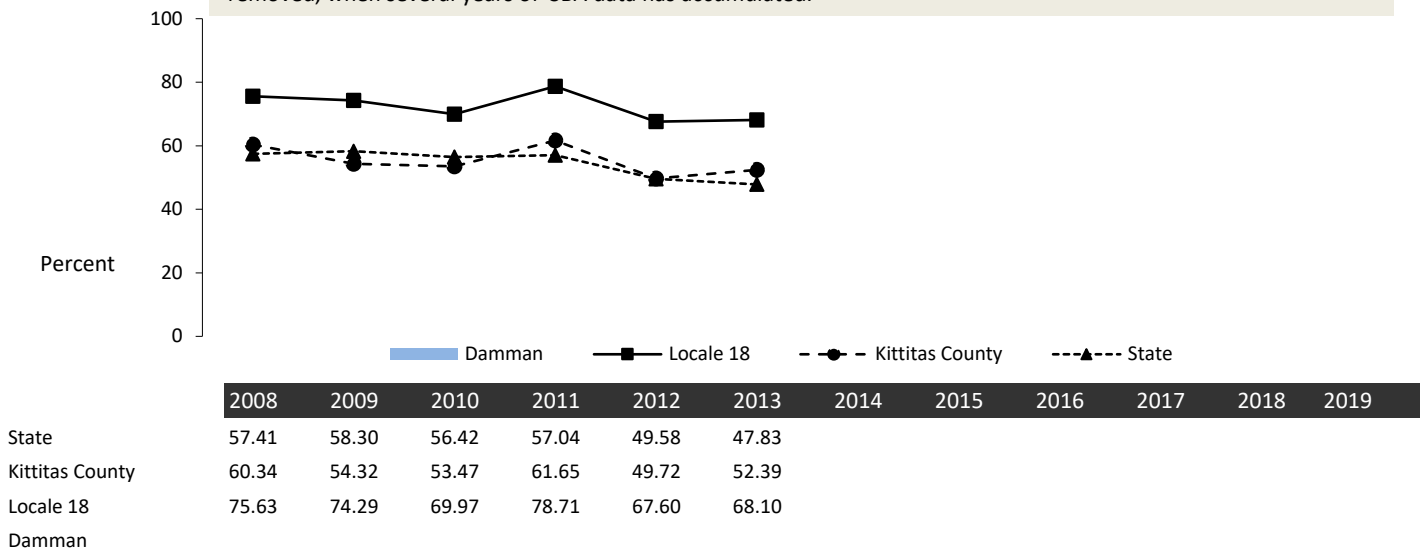 removed, when several years of SBA data has accumulated.
100
80
60
40
Percent
20
0
Damman Locale 18 Kittitas County State
2008 2009 2010 2011 2012 2013 2014 2015 2016 2017 2018 2019
State 57.41 58.30 56.42 57.04 49.58 47.83
Kittitas County 60.34 54.32 53.47 61.65 49.72 52.39
Locale 18 75.63 74.29 69.97 78.71 67.60 68.10
Damman